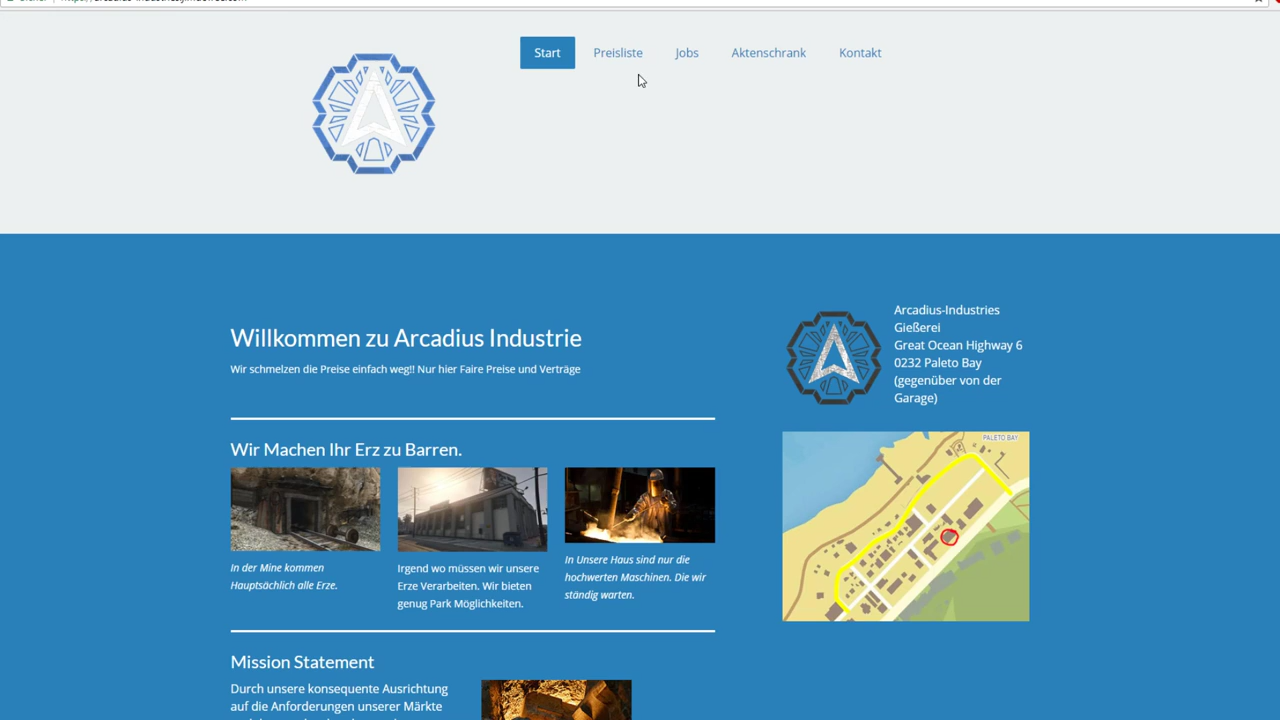 Start Preisliste Jobs Aktenschrank Kontakt
Willkommen zu Arcadius Industrie
Wir schmelzen die Preise einfach weg!! Nur hier Faire Preise und Verträge
Wir Machen Ihr Erz zu Barren.
In der Mine kommen
Hauptsächlich alle Erze.
Irgend wo müssen wir unsere
Erze Verarbeiten. Wir bieten
genug Park Möglichkeiten.
In Unsere Haus sind nur die
hochwerten Maschinen. Die wir
ständig warten.
Mission Statement
Durch unsere konsequente Ausrichtung
auf die Anforderungen unserer Märkte
Arcadius-Industries
Gießerei
Great Ocean Highway 6
0232 Paleto Bay
(gegenüber von der
Garage)
PALETO BAY